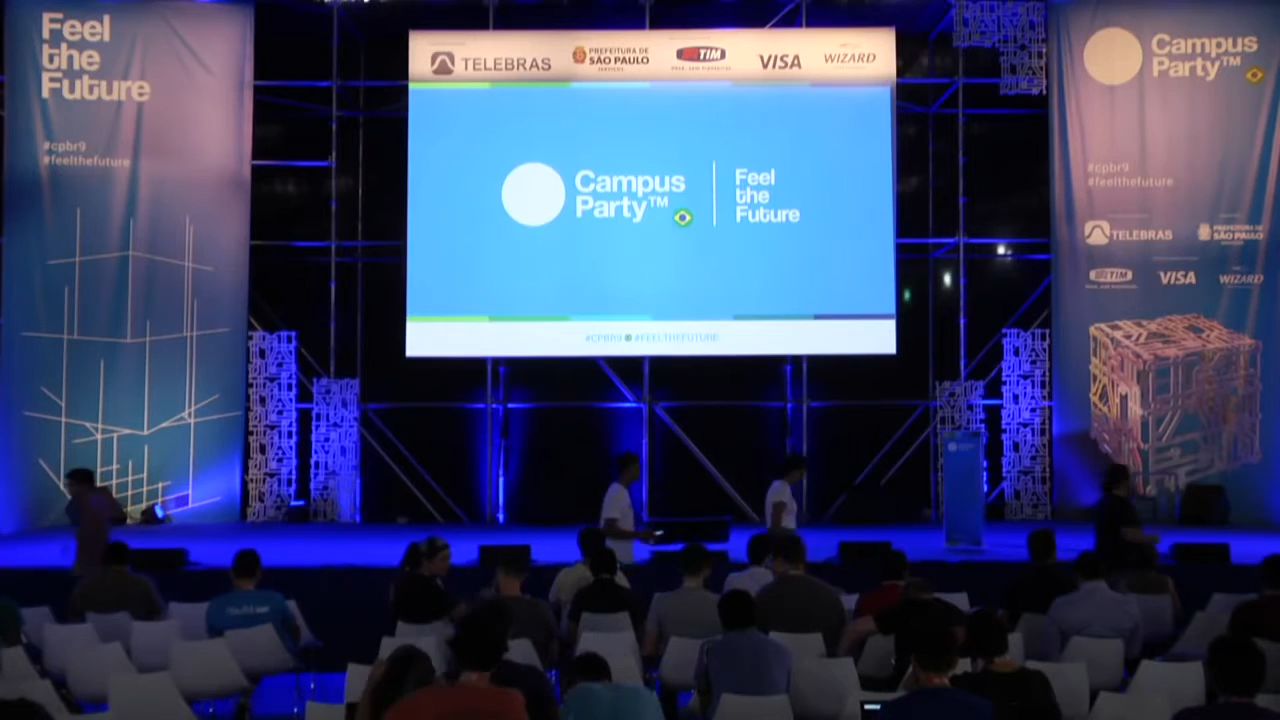 Feel
the
Future
#cpbr9
#feelthefuture
TELEBRAS
PREFEITURA DE
SÃO PAULO
TIM
VISA
WIZARD
Campus
Party™
Feel
the
Future
#CPBR9 #FEELTHEFUTURE
Campus
Party™
#cpbr9
#feelthefuture
TELEBRAS
PREFEITURA DE
SÃO PAULO
TIM
VISA
WIZARD